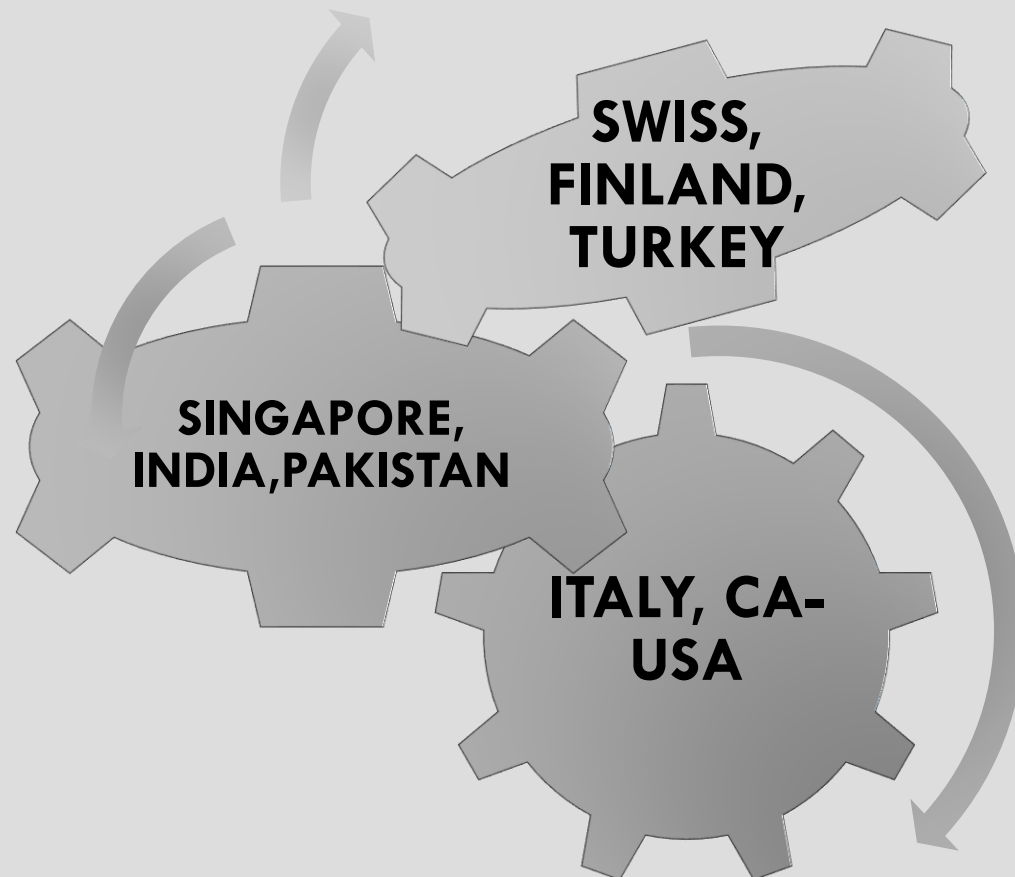 SWISS,
FINLAND,
TURKEY
SINGAPORE,
INDIA,PAKISTAN
ITALY, CA-
USA